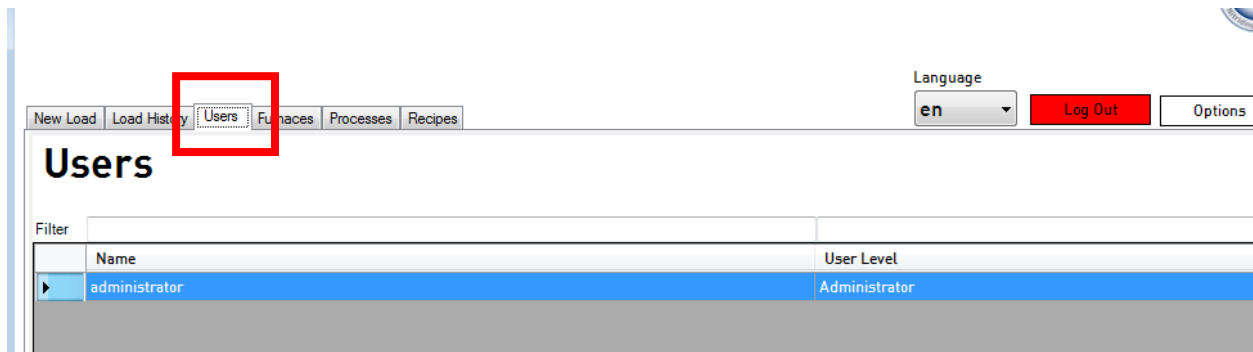 Language
en Log Out Options
New Load Load History Users Furnaces Processes Recipes
Users
Filter
Name User Level
administrator Administrator